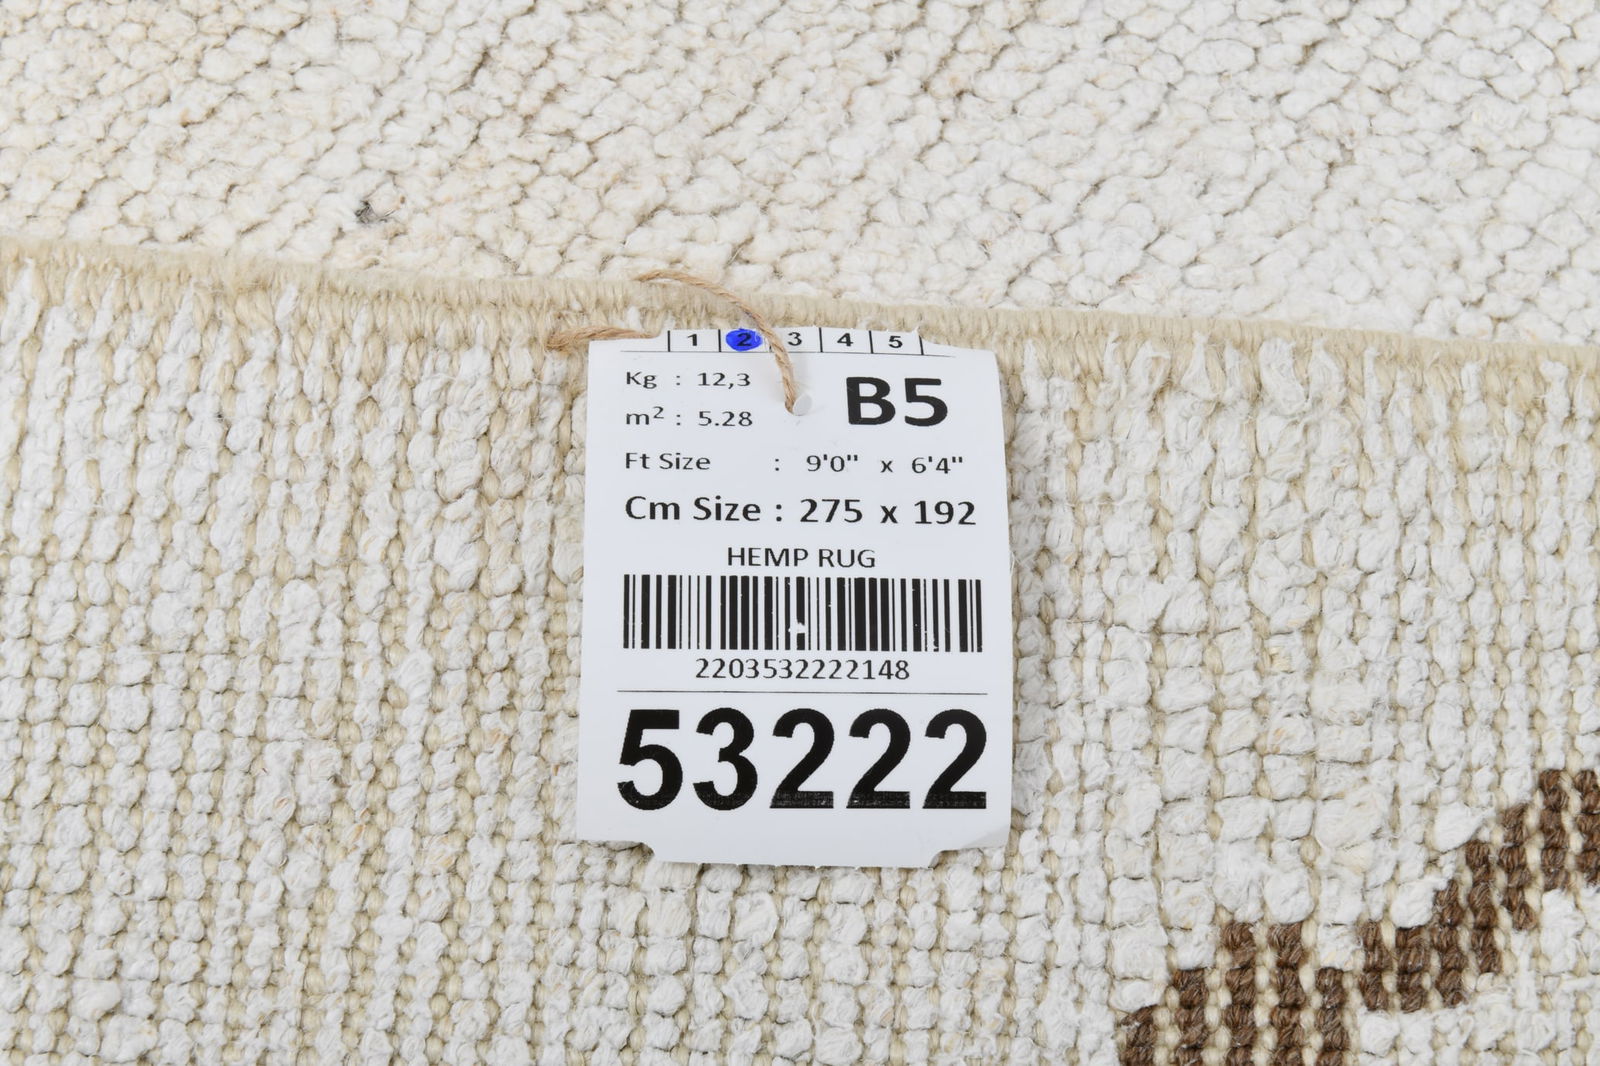 1 2 3 4 5
Kg : 12,3
B5
m² : 5.28
Ft Size : 9'0" x 6'4"
Cm Size : 275 x 192
HEMP RUG
2203532222148
53222